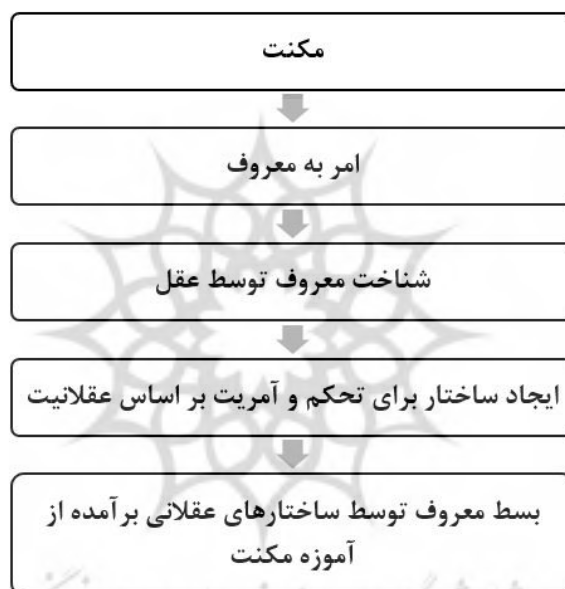 مکنت
امر به معروف
شناخت معروف توسط عقل
ایجاد ساختار برای تحکم و آمریت بر اساس عقلانیت
بسط معروف توسط ساختارهای عقلانی برآمده از
آموزه مکنت